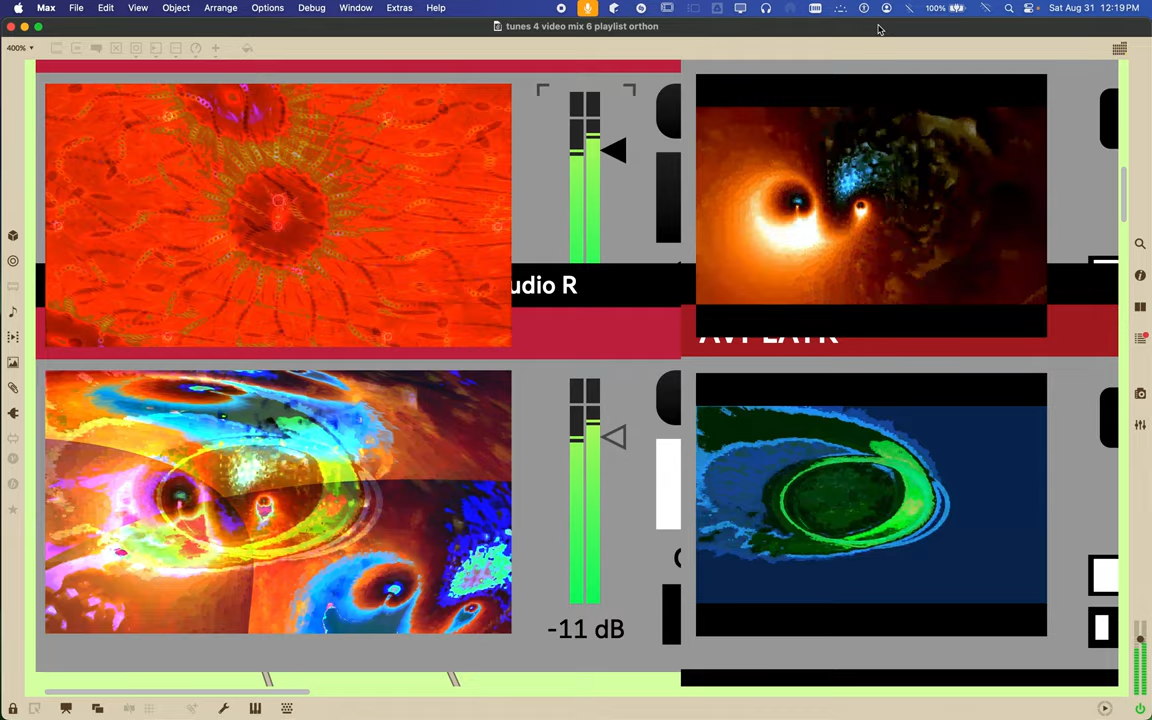 Max File Edit View Object Arrange Options Debug Window Extras Help
100% Sat Aug 31 12:19 PM
tunes 4 video mix 6 playlist orthon
400%
udio R
-11 dB